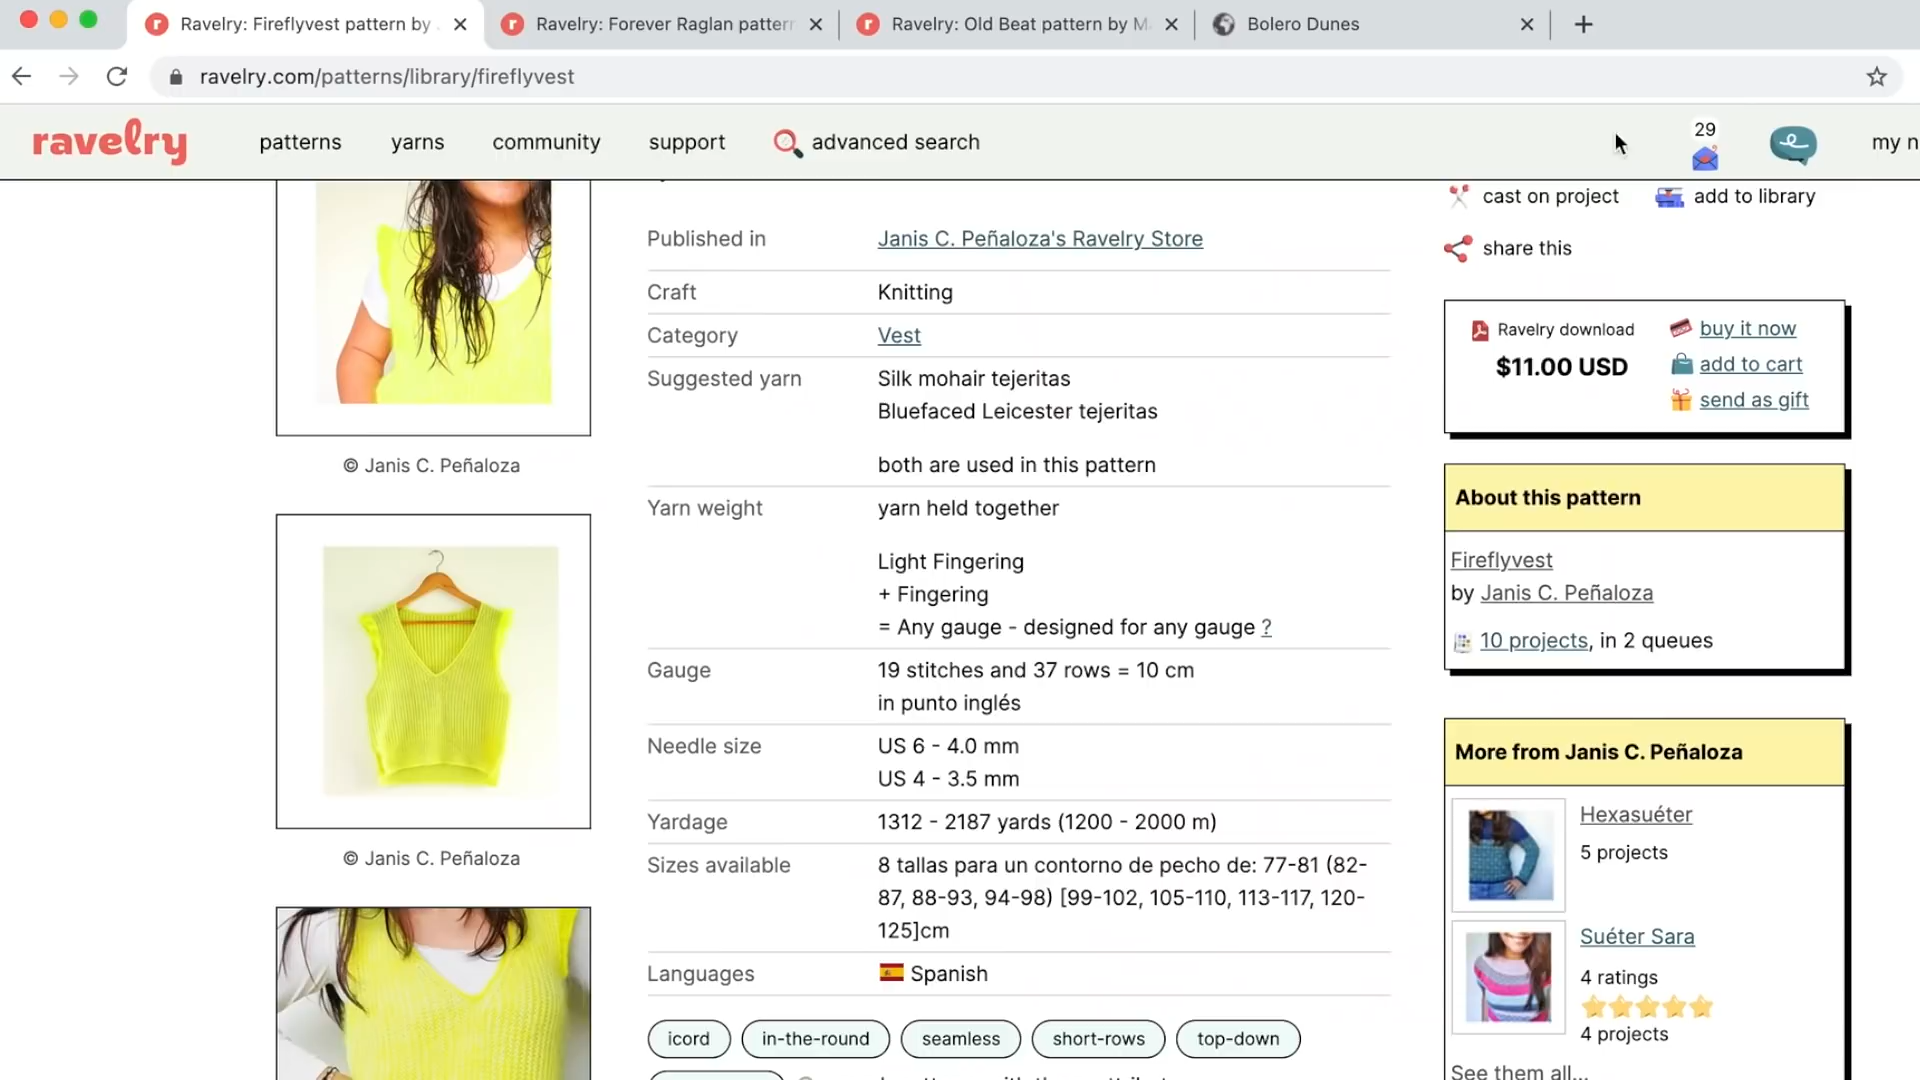 Ravelry: Fireflyvest pattern by
Ravelry: Forever Raglan pattern
Ravelry: Old Beat pattern by
Bolero Dunes
ravelry.com/patterns/library/fireflyvest
ravelry
patterns
yarns
community
support
advanced search
29
my n
cast on project
add to library
share this
Published in
Janis C. Peñaloza's Ravelry Store
Craft
Knitting
Category
Vest
Suggested yarn
Silk mohair tejeritas
Bluefaced Leicester tejeritas
both are used in this pattern
Yarn weight
yarn held together
Light Fingering
+ Fingering
= Any gauge - designed for any gauge ?
Gauge
19 stitches and 37 rows = 10 cm
in punto inglés
Needle size
US 6 - 4.0 mm
US 4 - 3.5 mm
Yardage
1312 - 2187 yards (1200 - 2000 m)
Sizes available
8 tallas para un contorno de pecho de: 77-81 (82-
87, 88-93, 94-98) [99-102, 105-110, 113-117, 120-
125]cm
Languages
Spanish
icord
in-the-round
seamless
short-rows
top-down
© Janis C. Peñaloza
© Janis C. Peñaloza
Ravelry download
$11.00 USD
buy it now
add to cart
send as gift
About this pattern
Fireflyvest
by Janis C. Peñaloza
10 projects, in 2 queues
More from Janis C. Peñaloza
Hexasuéter
5 projects
Suéter Sara
4 ratings
4 projects
See them all...